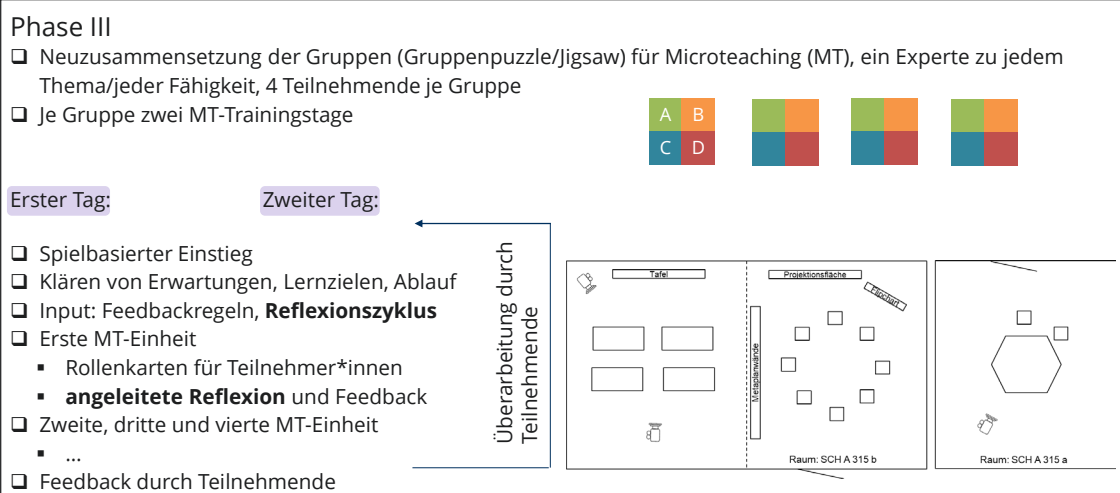 Phase III
❑ Neuzusammensetzung der Gruppen (Gruppenpuzzle/Jigsaw) für Microteaching (MT), ein Experte zu jedem
Thema/jeder Fähigkeit, 4 Teilnehmende je Gruppe
❑ Je Gruppe zwei MT-Trainingstage
A B
C D
Erster Tag:
Zweiter Tag:
❑ Spielbasierter Einstieg
❑ Klären von Erwartungen, Lernzielen, Ablauf
❑ Input: Feedbackregeln, Reflexionszyklus
❑ Erste MT-Einheit
▪ Rollenkarten für Teilnehmer*innen
▪ angeleitete Reflexion und Feedback
❑ Zweite, dritte und vierte MT-Einheit
▪ ...
❑ Feedback durch Teilnehmende
Überarbeitung durch
Teilnehmende
Tafel
Projektionsfläche
Flipchart
Metaplanwände
Raum: SCH A 315 b
Raum: SCH A 315 a